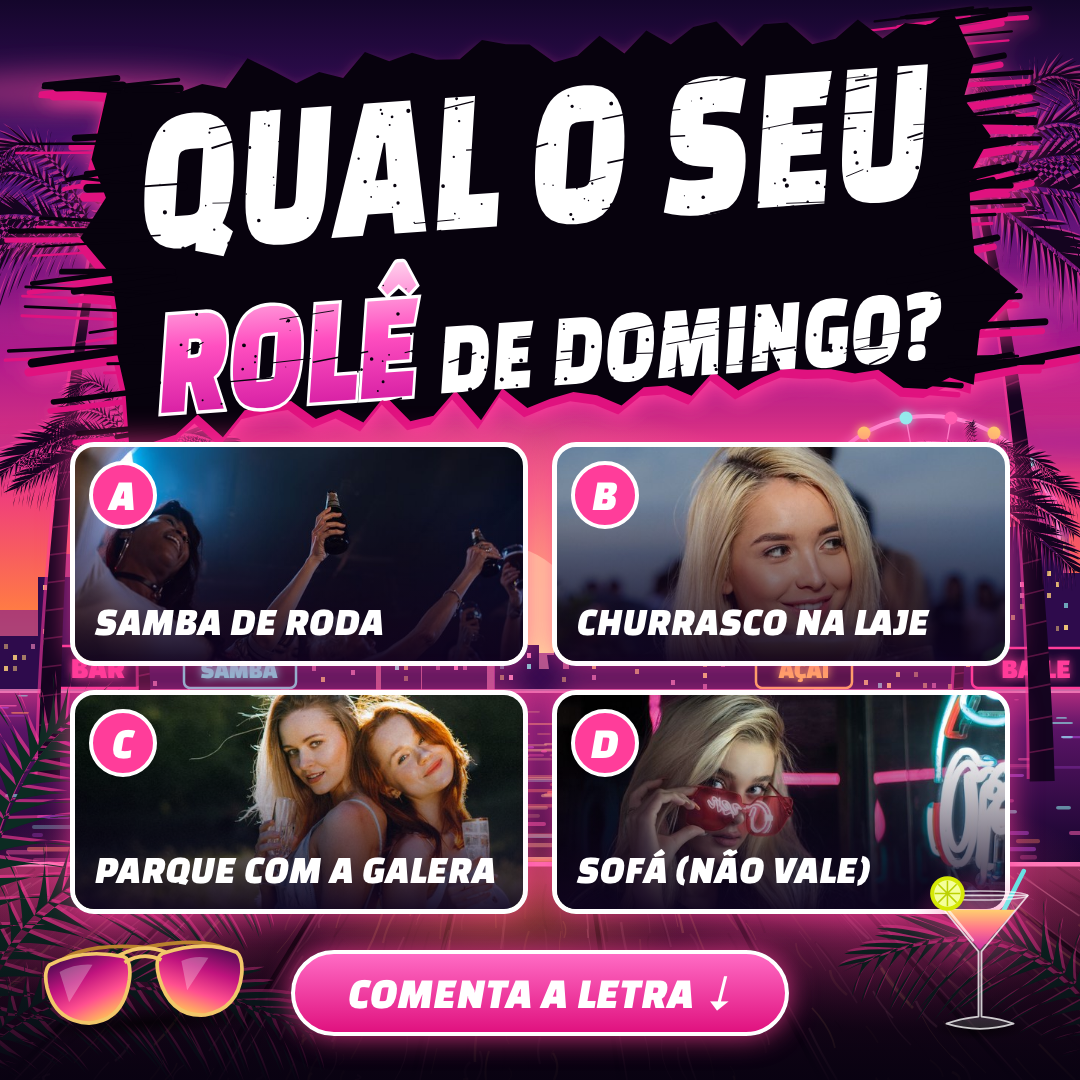 QUAL O SEU
ROLÊ DE DOMINGO?
A
SAMBA DE RODA
B
CHURRASCO NA LAJE
BAR
SAMBA
AÇAÍ
C
PARQUE COM A GALERA
D
SOFÁ (NÃO VALE)
COMENTA A LETRA ↓